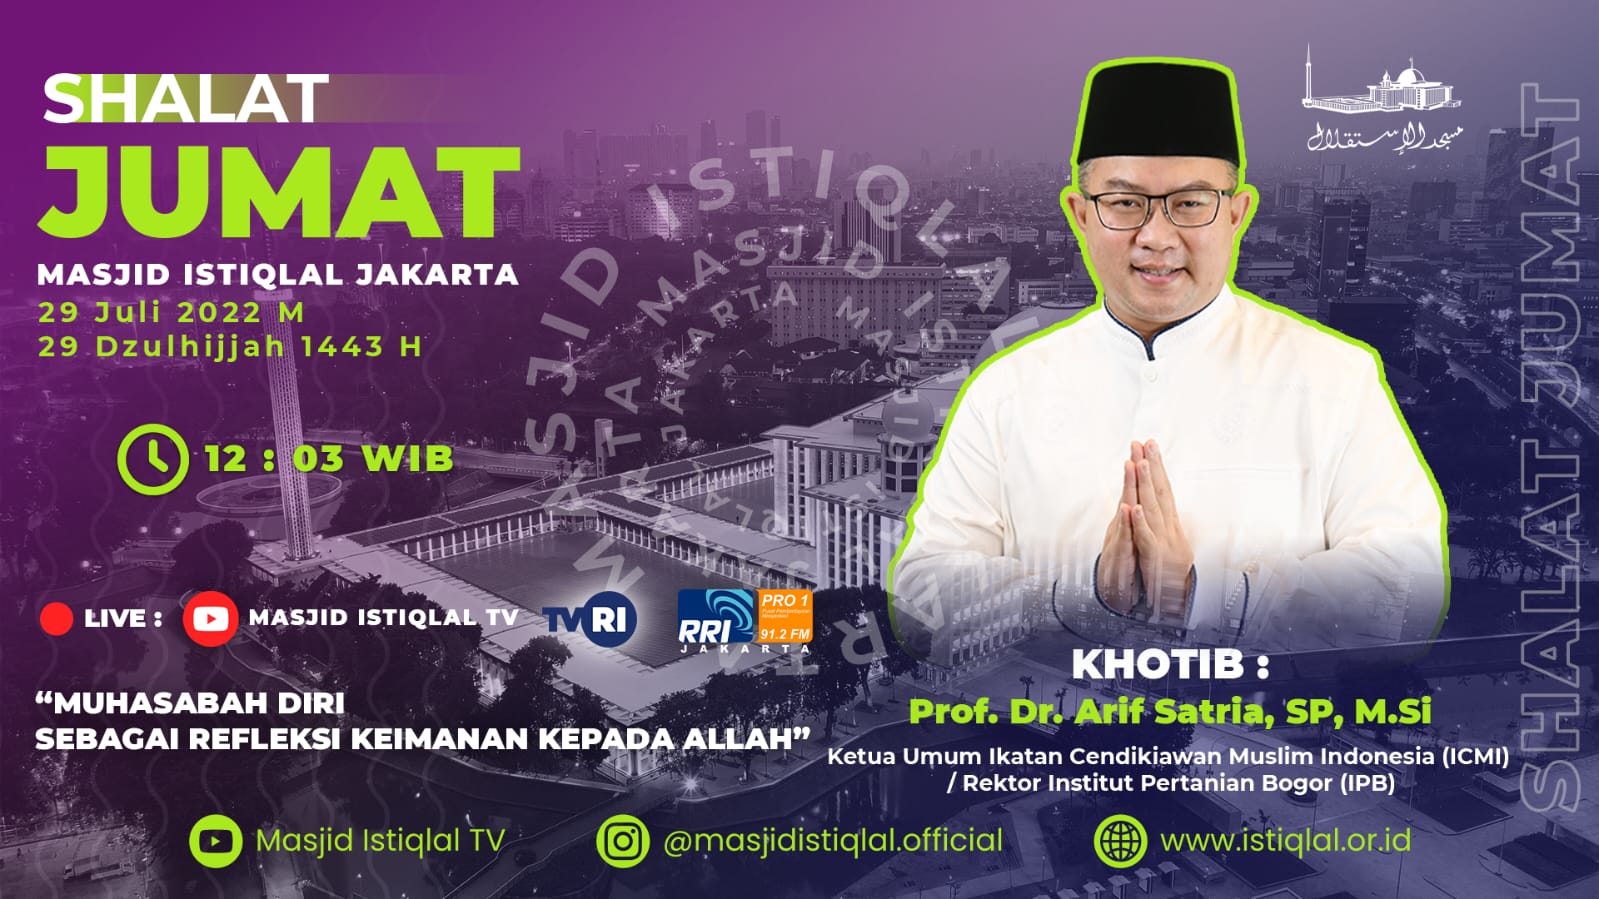 SHALAT
JUMAT
MASJID ISTIQLAL JAKARTA
29 Juli 2022 M
29 Dzulhijjah 1443 H
12 : 03 WIB
LIVE :
MASJID ISTIQLAL TV
TVRI
RRI
JAKARTA
PRO 1
91.2 FM
“MUHASABAH DIRI
SEBAGAI REFLEKSI KEIMANAN KEPADA ALLAH”
مسجد الإستقلال
KHOTIB :
Prof. Dr. Arif Satria, SP, M.Si
Ketua Umum Ikatan Cendikiawan Muslim Indonesia (ICMI)
/ Rektor Institut Pertanian Bogor (IPB)
SHALAT JUMAT
MASJID ISTIQLAL JAKARTA
Masjid Istiqlal TV
@masjidistiqlal.official
www.istiqlal.or.id